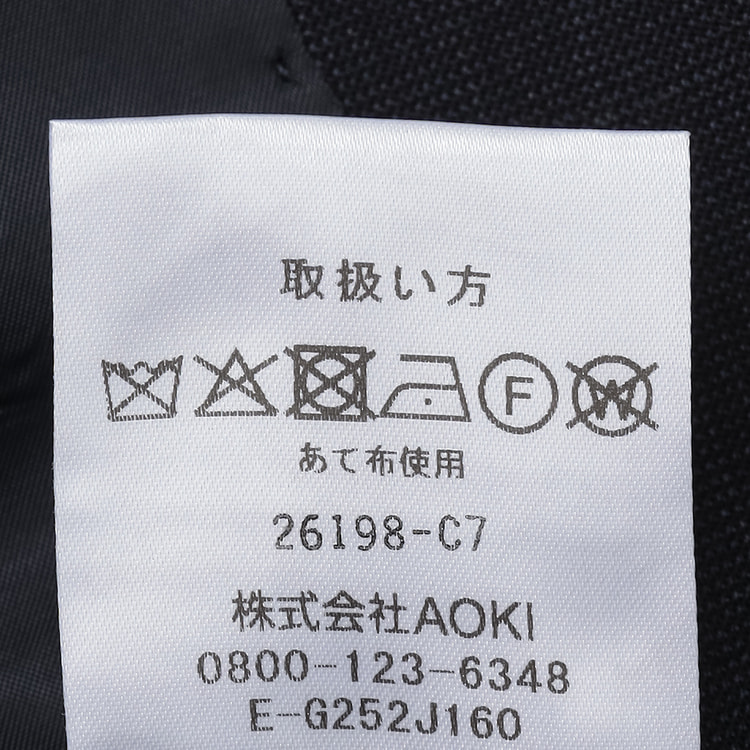 取扱い方
F W
あて布使用
26198-C7
株式会社AOKI
0800-123-6348
E-G252J160